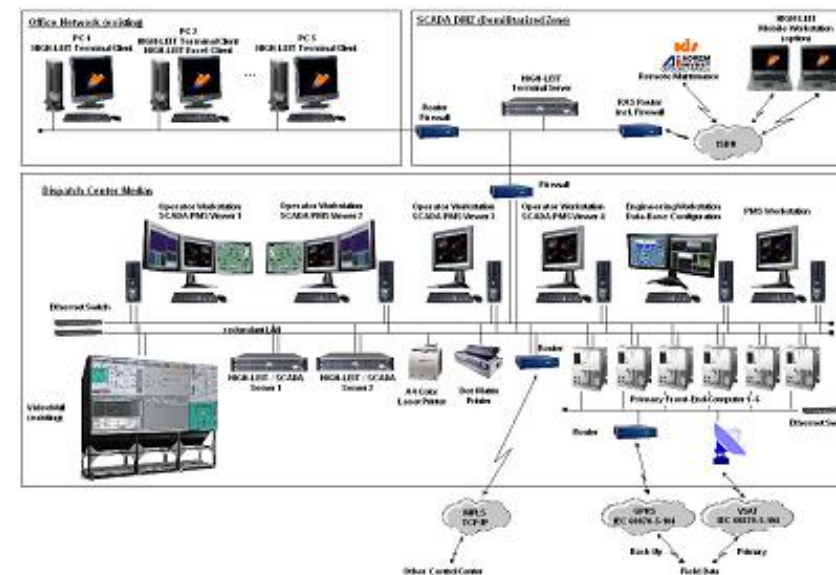 Office Network (existing)
PC 1
HIGH-LEIT Terminal Client
PC 2
HIGH-LEIT Terminal Client
HIGH-LEIT Excel Client
PC 5
HIGH-LEIT Terminal Client
...
Router
Firewall
SCADA DMZ (Demilitarized Zone)
HIGH-LEIT
Terminal Server
ids
Remote Maintenance
RAS Router
incl. Firewall
HIGH-LEIT
Mobile Workstation
(option)
ISDN
Firewall
Dispatch Center Medias
Operator Workstation
SCADA/PMS Viewer 1
Operator Workstation
SCADA/PMS Viewer 2
Operator Workstation
SCADA/PMS Viewer 3
Operator Workstation
SCADA/PMS Viewer 4
Engineering Workstation
Data-Base Configuration
PMS Workstation
Ethernet Switch
redundant LAN
Videowall
(existing)
HIGH-LEIT / SCADA
Server 1
HIGH-LEIT / SCADA
Server 2
A4 Color
Laser Printer
Dot Matrix
Printer
Router
Primary Front-End-Computer 1-6
Ethernet Sw
Router
MPLS
TCP-IP
GPRS
IEC 60870-5-104
VSAT
IEC 60870-5-104
Back Up
Primary
Other Control Center
Field Data